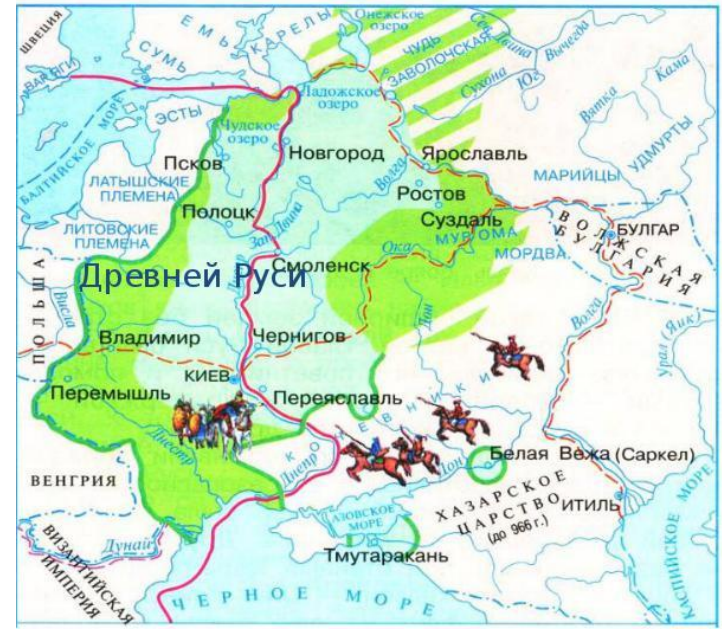 ШВЕЦИЯ
ВАРЯГИ
СУМЬ
ЕМЬ
КАРЕЛЫ
Онежское
озеро
ЧУДЬ
ЗАВОЛОЧСКАЯ
Сев. Двина
Вычегда
Сухона
Юг
Кама
Вятка
УДМУРТЫ
Ладожское
озеро
БАЛТИЙСКОЕ МОРЕ
ЭСТЫ
Чудское
озеро
Псков
Новгород
Волга
Ярославль
МАРИЙЦЫ
ЛАТЫШСКИЕ
ПЛЕМЕНА
Ростов
Полоцк
Суздаль
ЛИТОВСКИЕ
ПЛЕМЕНА
Зап. Двина
МУРОМА
МОРДВА
Ока
БУЛГАР
ВОЛЖСКАЯ
БУЛГАРИЯ
Смоленск
Древней Руси
ПОЛЬША
Висла
Дон
Волга
Урал (Яик)
Владимир
Чернигов
КИЕВ
Перемышль
Переяславль
КОЧЕВНИКИ
Днестр
Днепр
Дон
Белая Вежа (Саркел)
ВЕНГРИЯ
ХАЗАРСКОЕ
ЦАРСТВО
(до 966 г.)
ИТИЛЬ
АЗОВСКОЕ
МОРЕ
Тмутаракань
Дунай
ВИЗАНТИЙСКАЯ
ИМПЕРИЯ
ЧЕРНОЕ МОРЕ
КАСПИЙСКОЕ МОРЕ